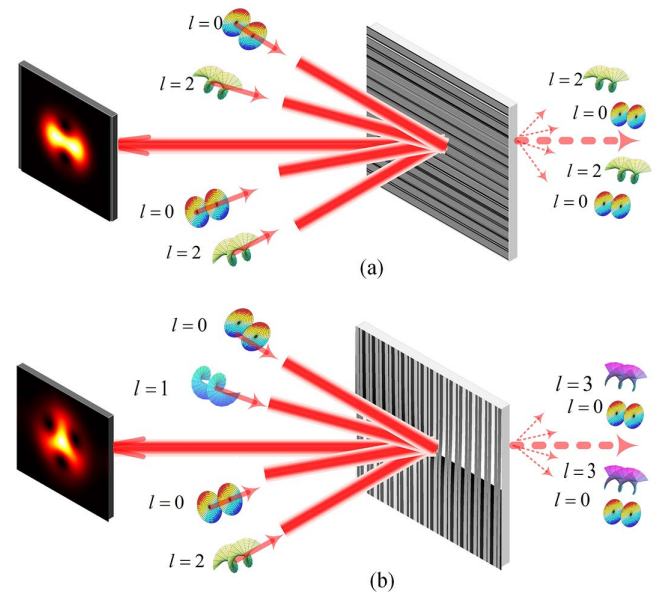 l = 0
l = 2
l = 0
l = 2
l = 2
l = 0
l = 2
l = 0
(a)
l = 0
l = 1
l = 0
l = 2
l = 3
l = 0
l = 3
l = 0
(b)